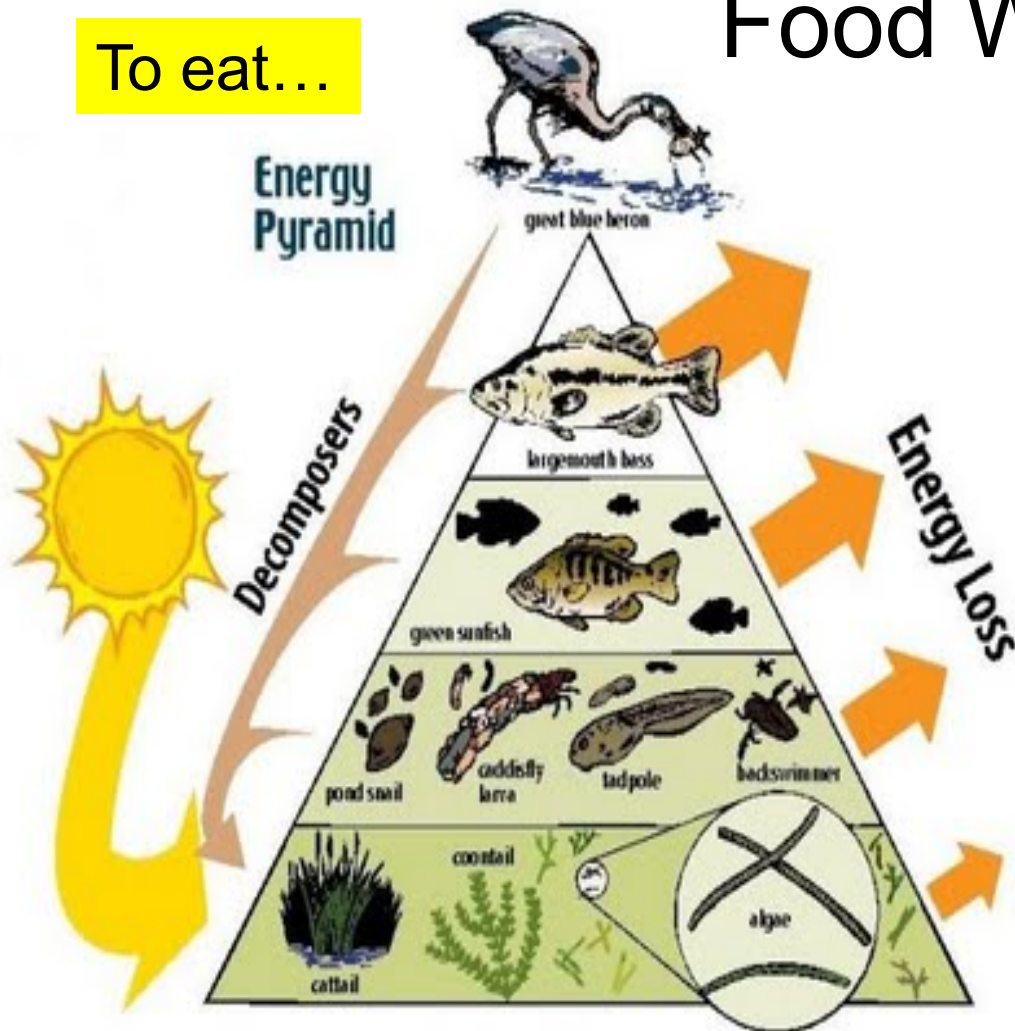 Food W
To eat…
Energy
Pyramid
great blue heron
largemouth bass
Decomposers
Energy Loss
green sunfish
pond snail
caddisfly
larva
tadpole
backswimmer
coontail
algae
cattail